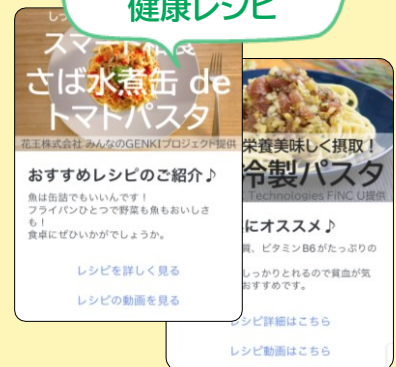 健康レシピ
さば水煮缶 de
トマトパスタ
花王株式会社 みんなのGENKIプロジェクト提供
おすすめレシピのご紹介♪
魚は缶詰でもいいんです!
フライパンひとつで野菜も魚もおいしさ
も!
食卓にぜひいかがでしょうか。
レシピを詳しく見る
レシピの動画を見る
栄養美味しく摂取!
冷製パスタ
Technologies FiNC U提供
にオススメ♪
質、ビタミンB6がたっぷりの
しっかりとれるので貧血が気
おすすめです。
レシピ詳細はこちら
レシピ動画はこちら